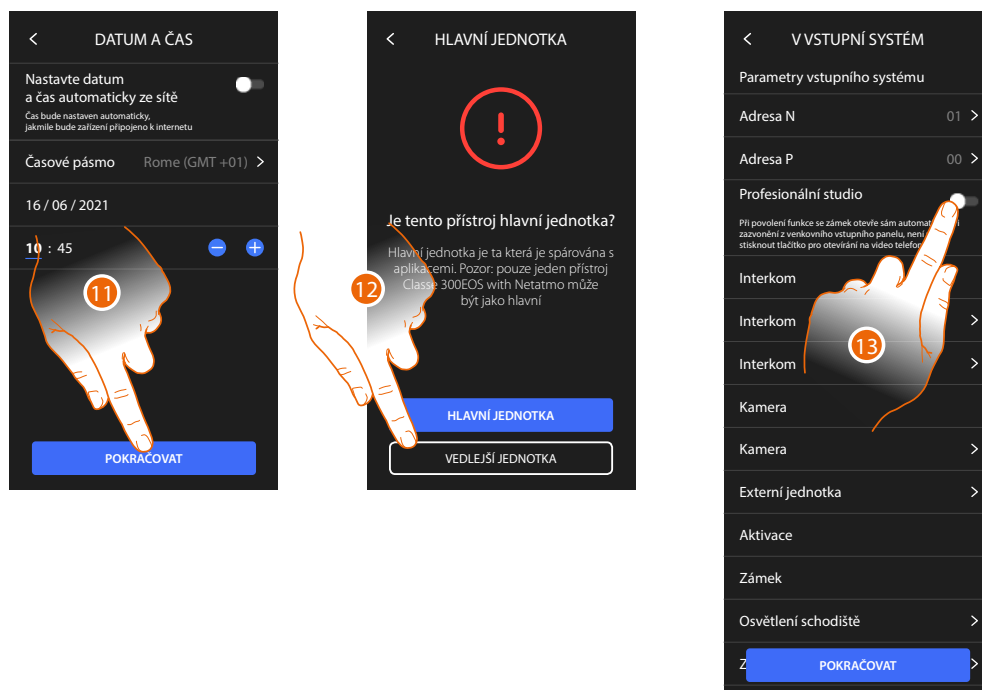 DATUM A ČAS
Nastavte datum
a čas automaticky ze sítě
Čas bude nastaven automaticky,
jakmile bude zařízení připojeno k internetu
Časové pásmo Rome (GMT +01)
16 / 06 / 2021
10 : 45
11
POKRAČOVAT
HLAVNÍ JEDNOTKA
Je tento přístroj hlavní jednotka?
Hlavní jednotka je ta která je spárována s
aplikacemi. Pozor: pouze jeden přístroj
Classe 300EOS with Netatmo může
být jako hlavní
12
HLAVNÍ JEDNOTKA
VEDLEJŠÍ JEDNOTKA
V VSTUPNÍ SYSTÉM
Parametry vstupního systému
Adresa N 01
Adresa P 00
Profesionální studio
Při povolení funkce se zámek otevře sám
zazvonění z venkovního vstupního panelu, není
stisknout tlačítko pro otevírání na video
Interkom
Interkom
Interkom
13
Kamera
Kamera
Externí jednotka
Aktivace
Zámek
Osvětlení schodiště
POKRAČOVAT